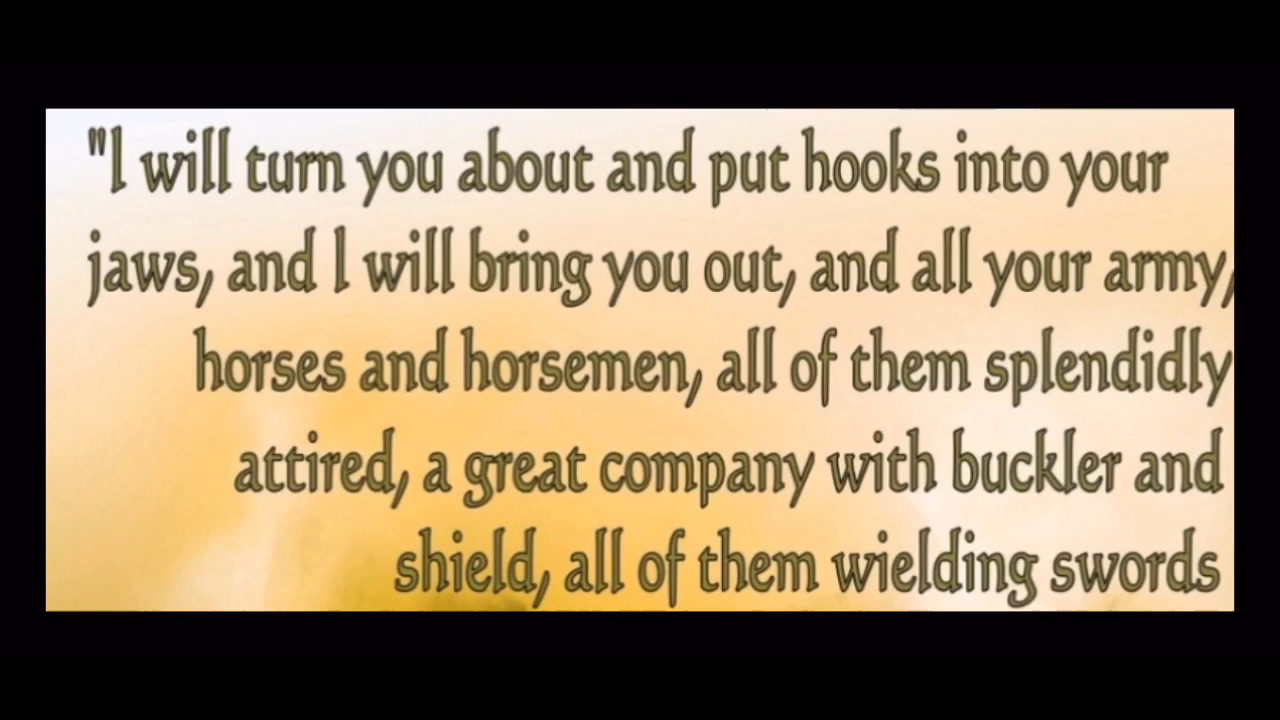 "I will turn you about and put hooks into your
jaws, and I will bring you out, and all your army,
horses and horsemen, all of them splendidly
attired, a great company with buckler and
shield, all of them wielding swords